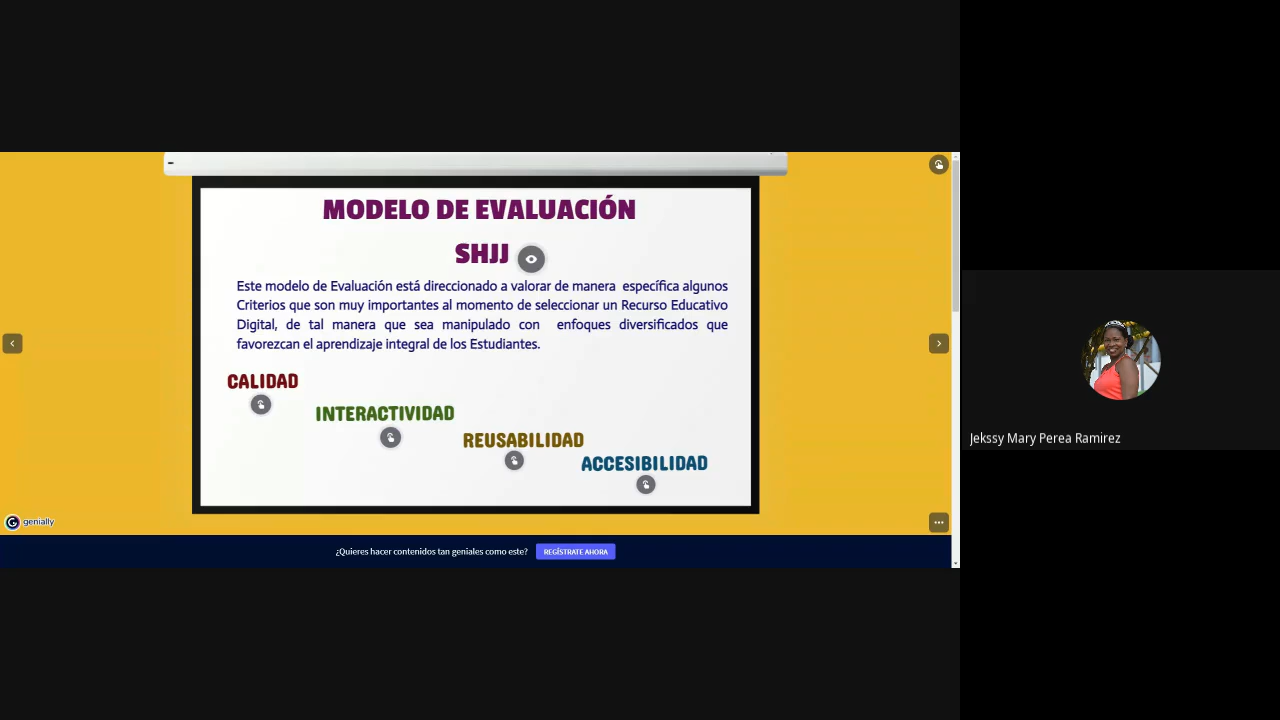 MODELO DE EVALUACIÓN
SHJJ
Este modelo de Evaluación está direccionado a valorar de manera específica algunos
Criterios que son muy importantes al momento de seleccionar un Recurso Educativo
Digital, de tal manera que sea manipulado con enfoques diversificados que
favorezcan el aprendizaje integral de los Estudiantes.
CALIDAD
INTERACTIVIDAD
REUSABILIDAD
ACCESIBILIDAD
Jekssy Mary Perea Ramirez
genially
¿Quieres hacer contenidos tan geniales como este? REGÍSTRATE AHORA